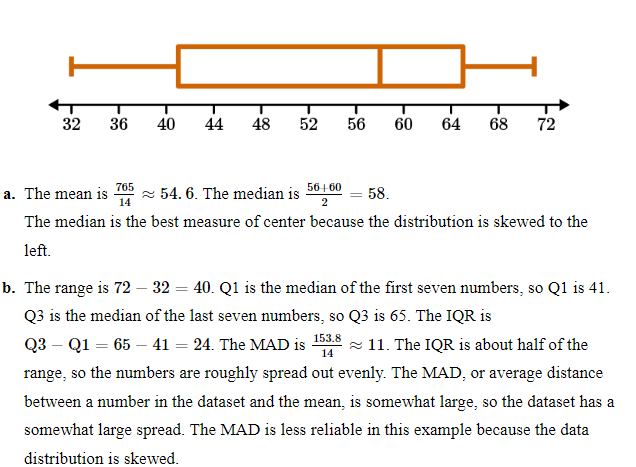 32 36 40 44 48 52 56 60 64 68 72
a. The mean is 765/14 ≈ 54. 6. The median is 56+60/2 = 58.
The median is the best measure of center because the distribution is skewed to the
left.
b. The range is 72 − 32 = 40. Q1 is the median of the first seven numbers, so Q1 is 41.
Q3 is the median of the last seven numbers, so Q3 is 65. The IQR is
Q3 − Q1 = 65 − 41 = 24. The MAD is 153.8/14 ≈ 11. The IQR is about half of the
range, so the numbers are roughly spread out evenly. The MAD, or average distance
between a number in the dataset and the mean, is somewhat large, so the dataset has a
somewhat large spread. The MAD is less reliable in this example because the data
distribution is skewed.